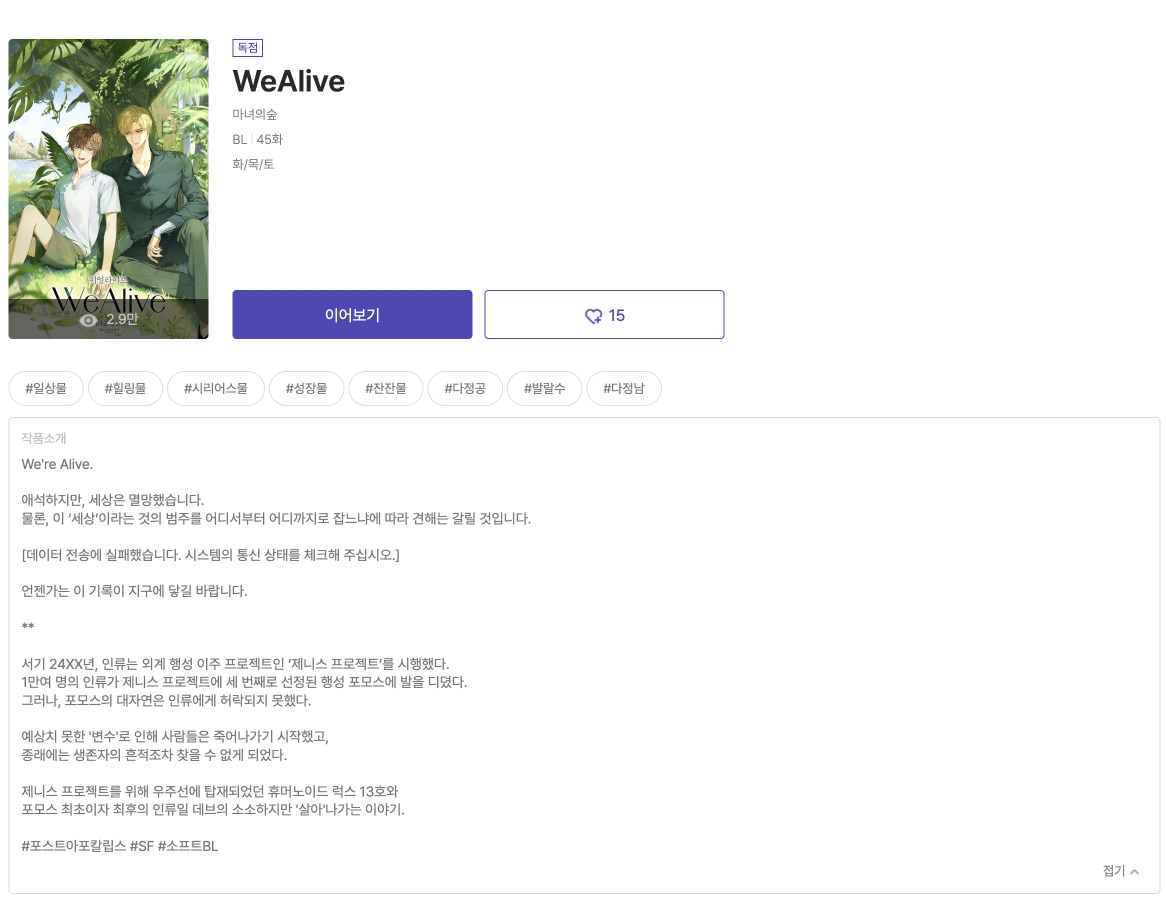 독점
WeAlive
마녀의숲
BL | 45화
화/목/토
위얼라이브
WeAlive
2.9만
이어보기
15
#일상물 #힐링물 #시리어스물 #성장물 #잔잔물 #다정공 #발랄수 #다정남
작품소개
We're Alive.
애석하지만, 세상은 멸망했습니다.
물론, 이 ‘세상’이라는 것의 범주를 어디서부터 어디까지로 잡느냐에 따라 견해는 갈릴 것입니다.
[데이터 전송에 실패했습니다. 시스템의 통신 상태를 체크해 주십시오.]
언젠가는 이 기록이 지구에 닿길 바랍니다.
**
서기 24XX년, 인류는 외계 행성 이주 프로젝트인 ‘제니스 프로젝트’를 시행했다.
1만여 명의 인류가 제니스 프로젝트에 세 번째로 선정된 행성 포모스에 발을 디뎠다.
그러나, 포모스의 대자연은 인류에게 허락되지 못했다.
예상치 못한 '변수'로 인해 사람들은 죽어나가기 시작했고,
종래에는 생존자의 흔적조차 찾을 수 없게 되었다.
제니스 프로젝트를 위해 우주선에 탑재되었던 휴머노이드 럭스 13호와
포모스 최초이자 최후의 인류일 데브의 소소하지만 '살아'나가는 이야기.
#포스트아포칼립스 #SF #소프트BL
접기